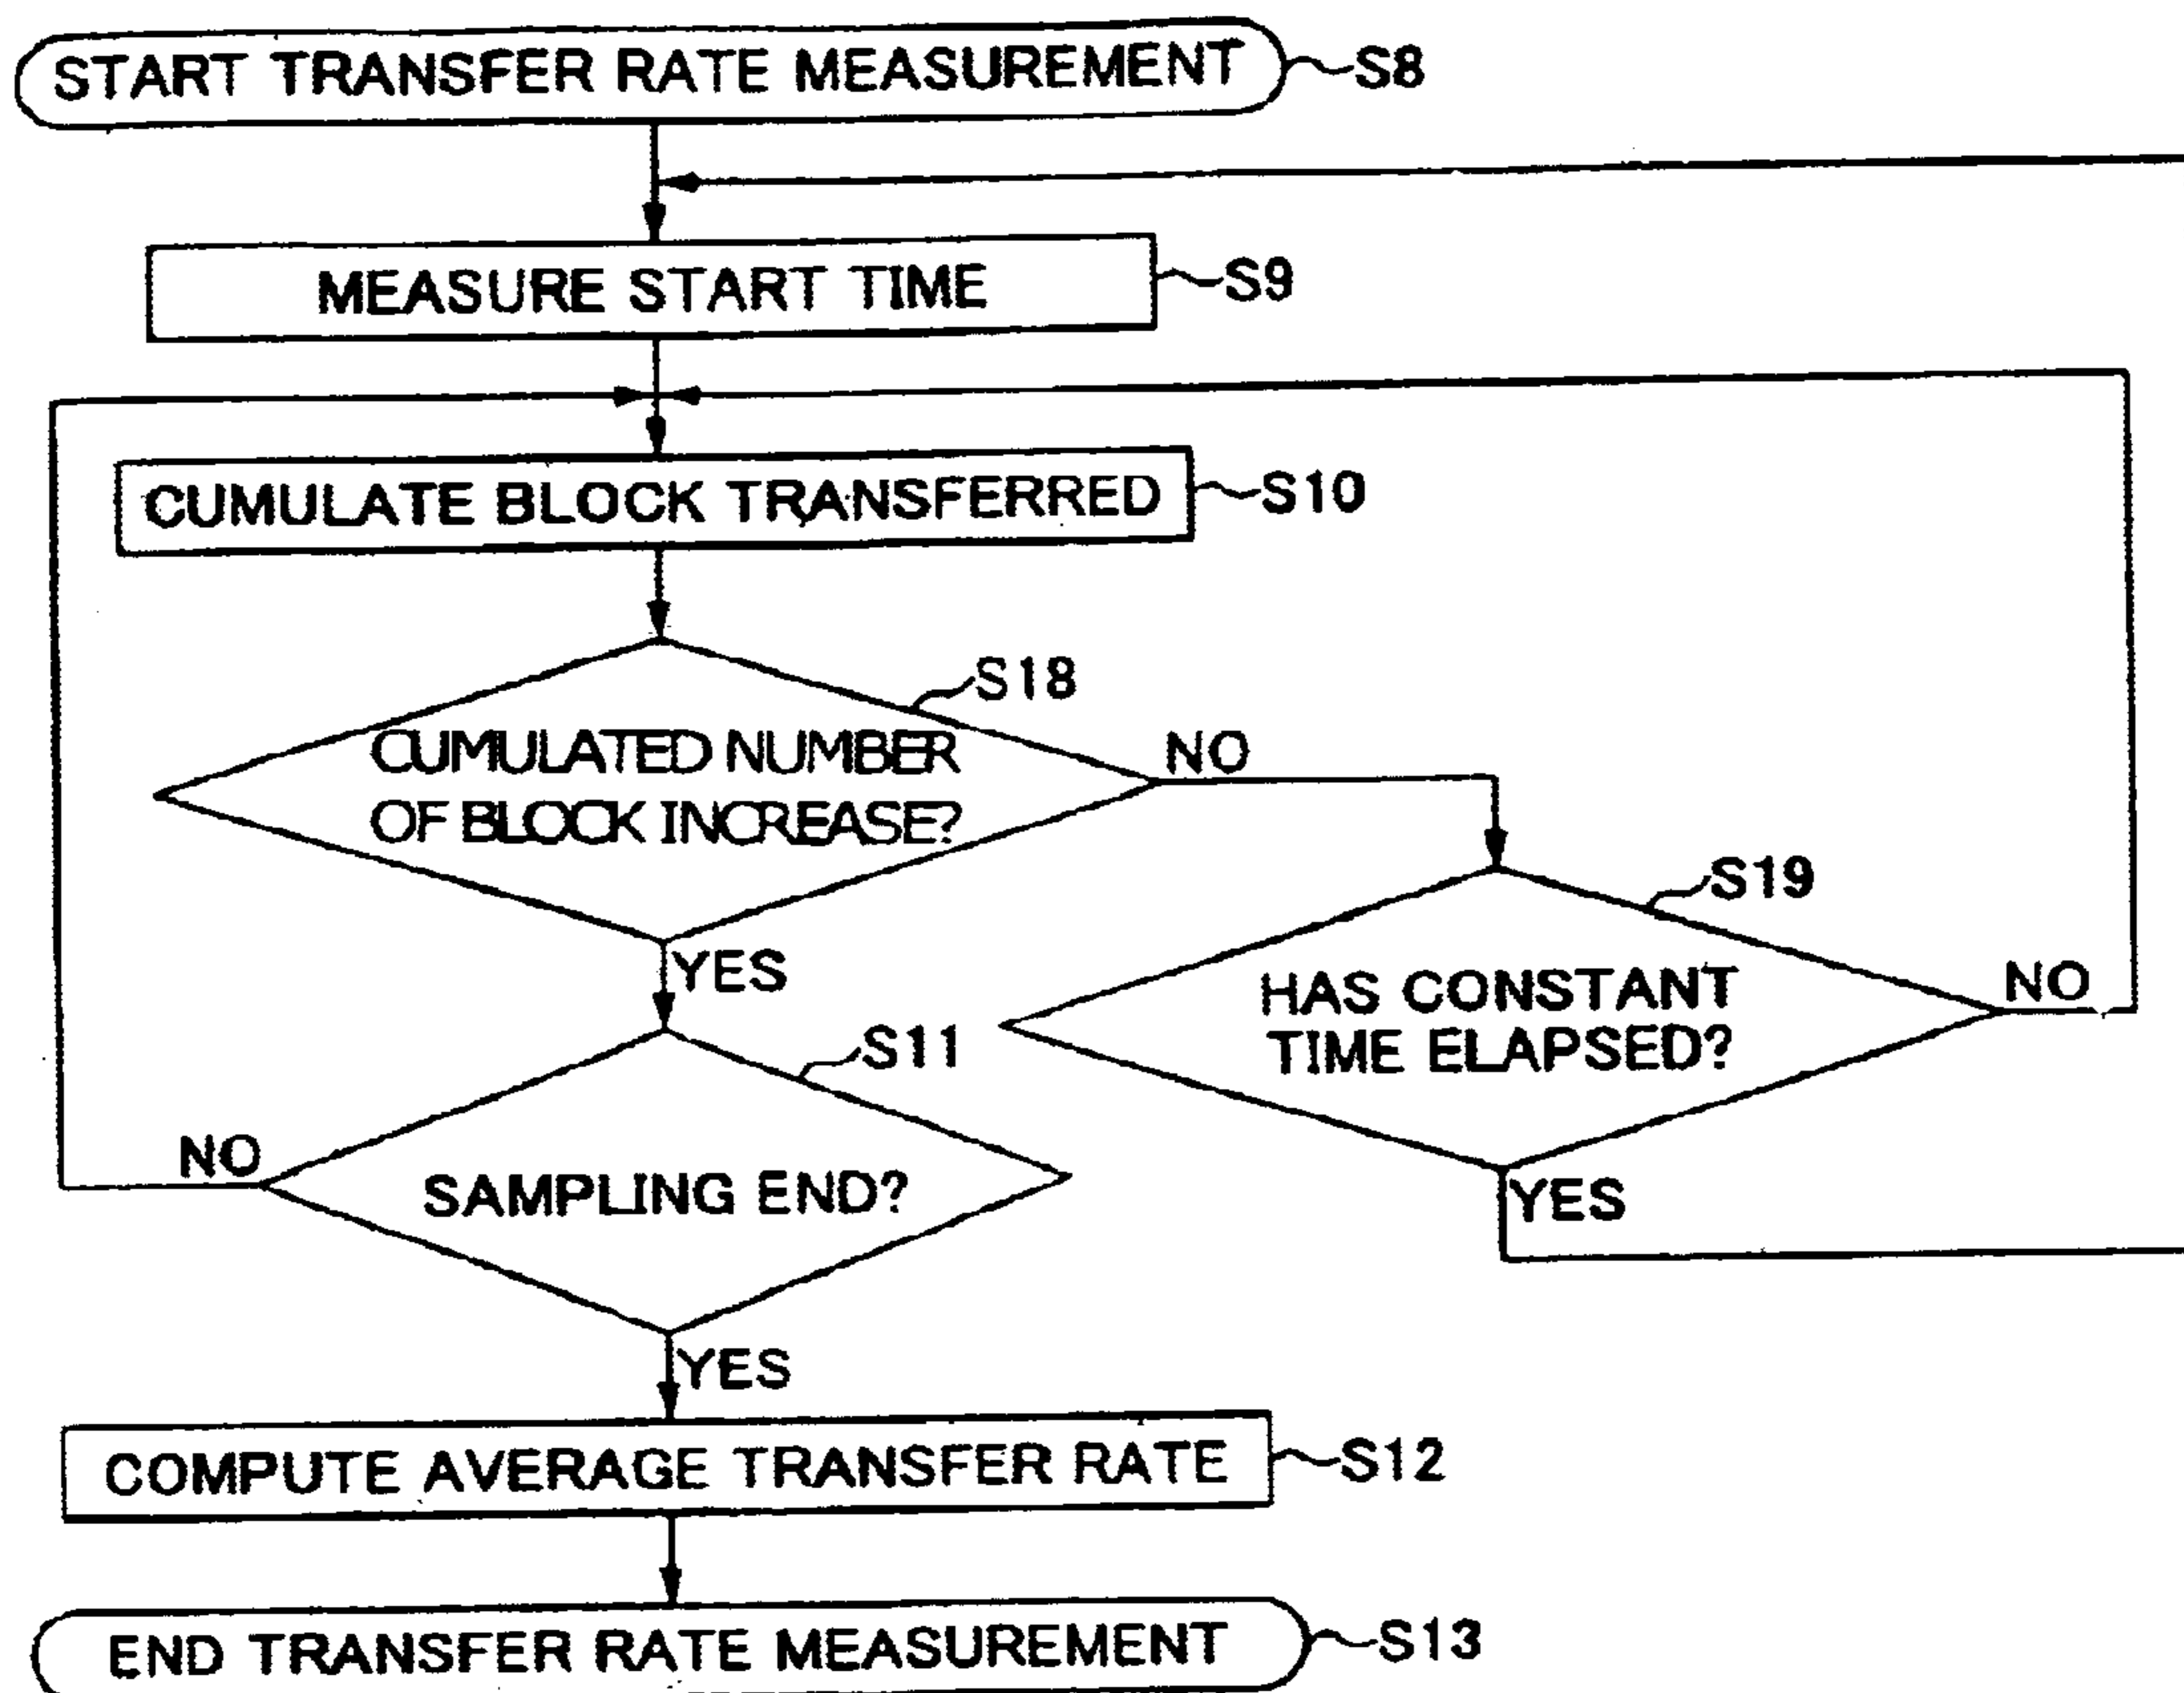 START TRANSFER RATE MEASUREMENT
S8
MEASURE START TIME
S9
CUMULATE BLOCK TRANSFERRED
S10
S18
CUMULATED NUMBER
OF BLOCK INCREASE?
NO
YES
S19
HAS CONSTANT
TIME ELAPSED?
NO
YES
S11
SAMPLING END?
NO
YES
COMPUTE AVERAGE TRANSFER RATE
S12
END TRANSFER RATE MEASUREMENT
S13